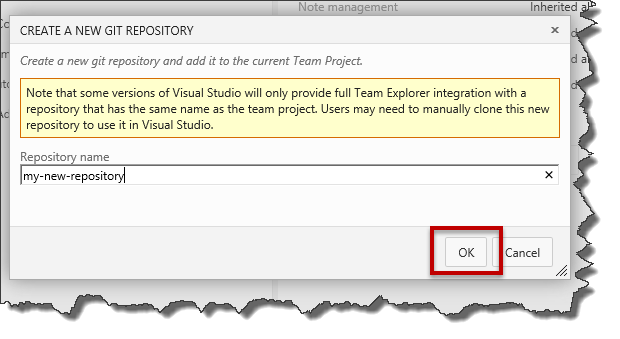 Note management
Inherited al
CREATE A NEW GIT REPOSITORY
Create a new git repository and add it to the current Team Project.
Note that some versions of Visual Studio will only provide full Team Explorer integration with a
repository that has the same name as the team project. Users may need to manually clone this new
repository to use it in Visual Studio.
Repository name
my-new-repository
OK
Cancel